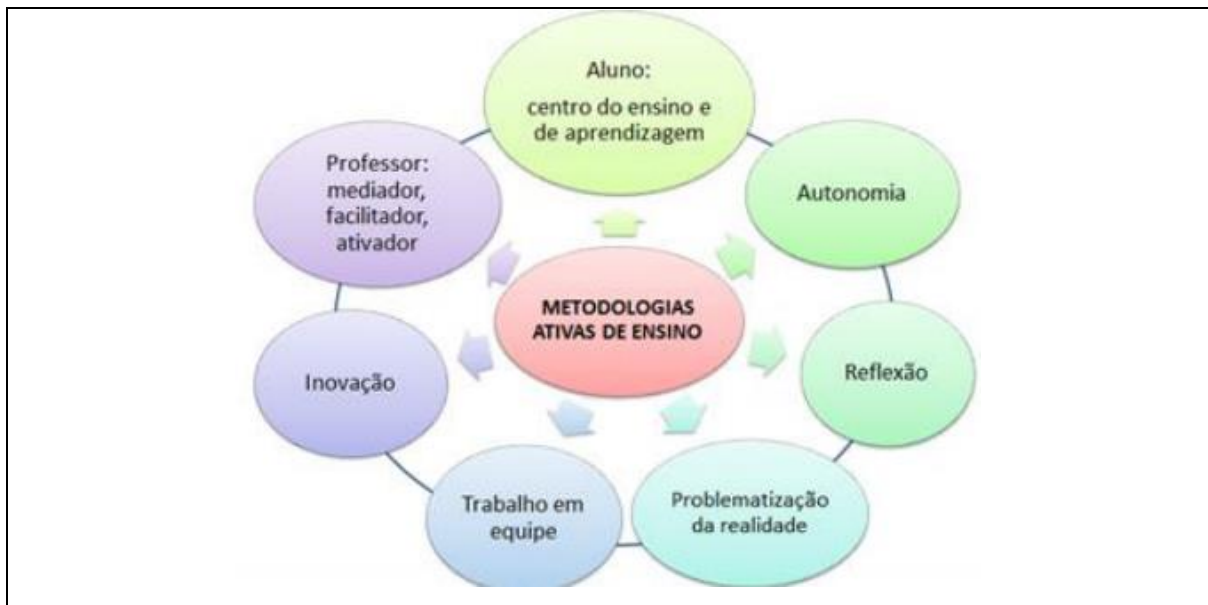 Aluno:
centro do ensino e
de aprendizagem
Autonomia
Reflexão
Problematização
da realidade
Trabalho em
equipe
Inovação
Professor:
mediador,
facilitador,
ativador
METODOLOGIAS
ATIVAS DE ENSINO